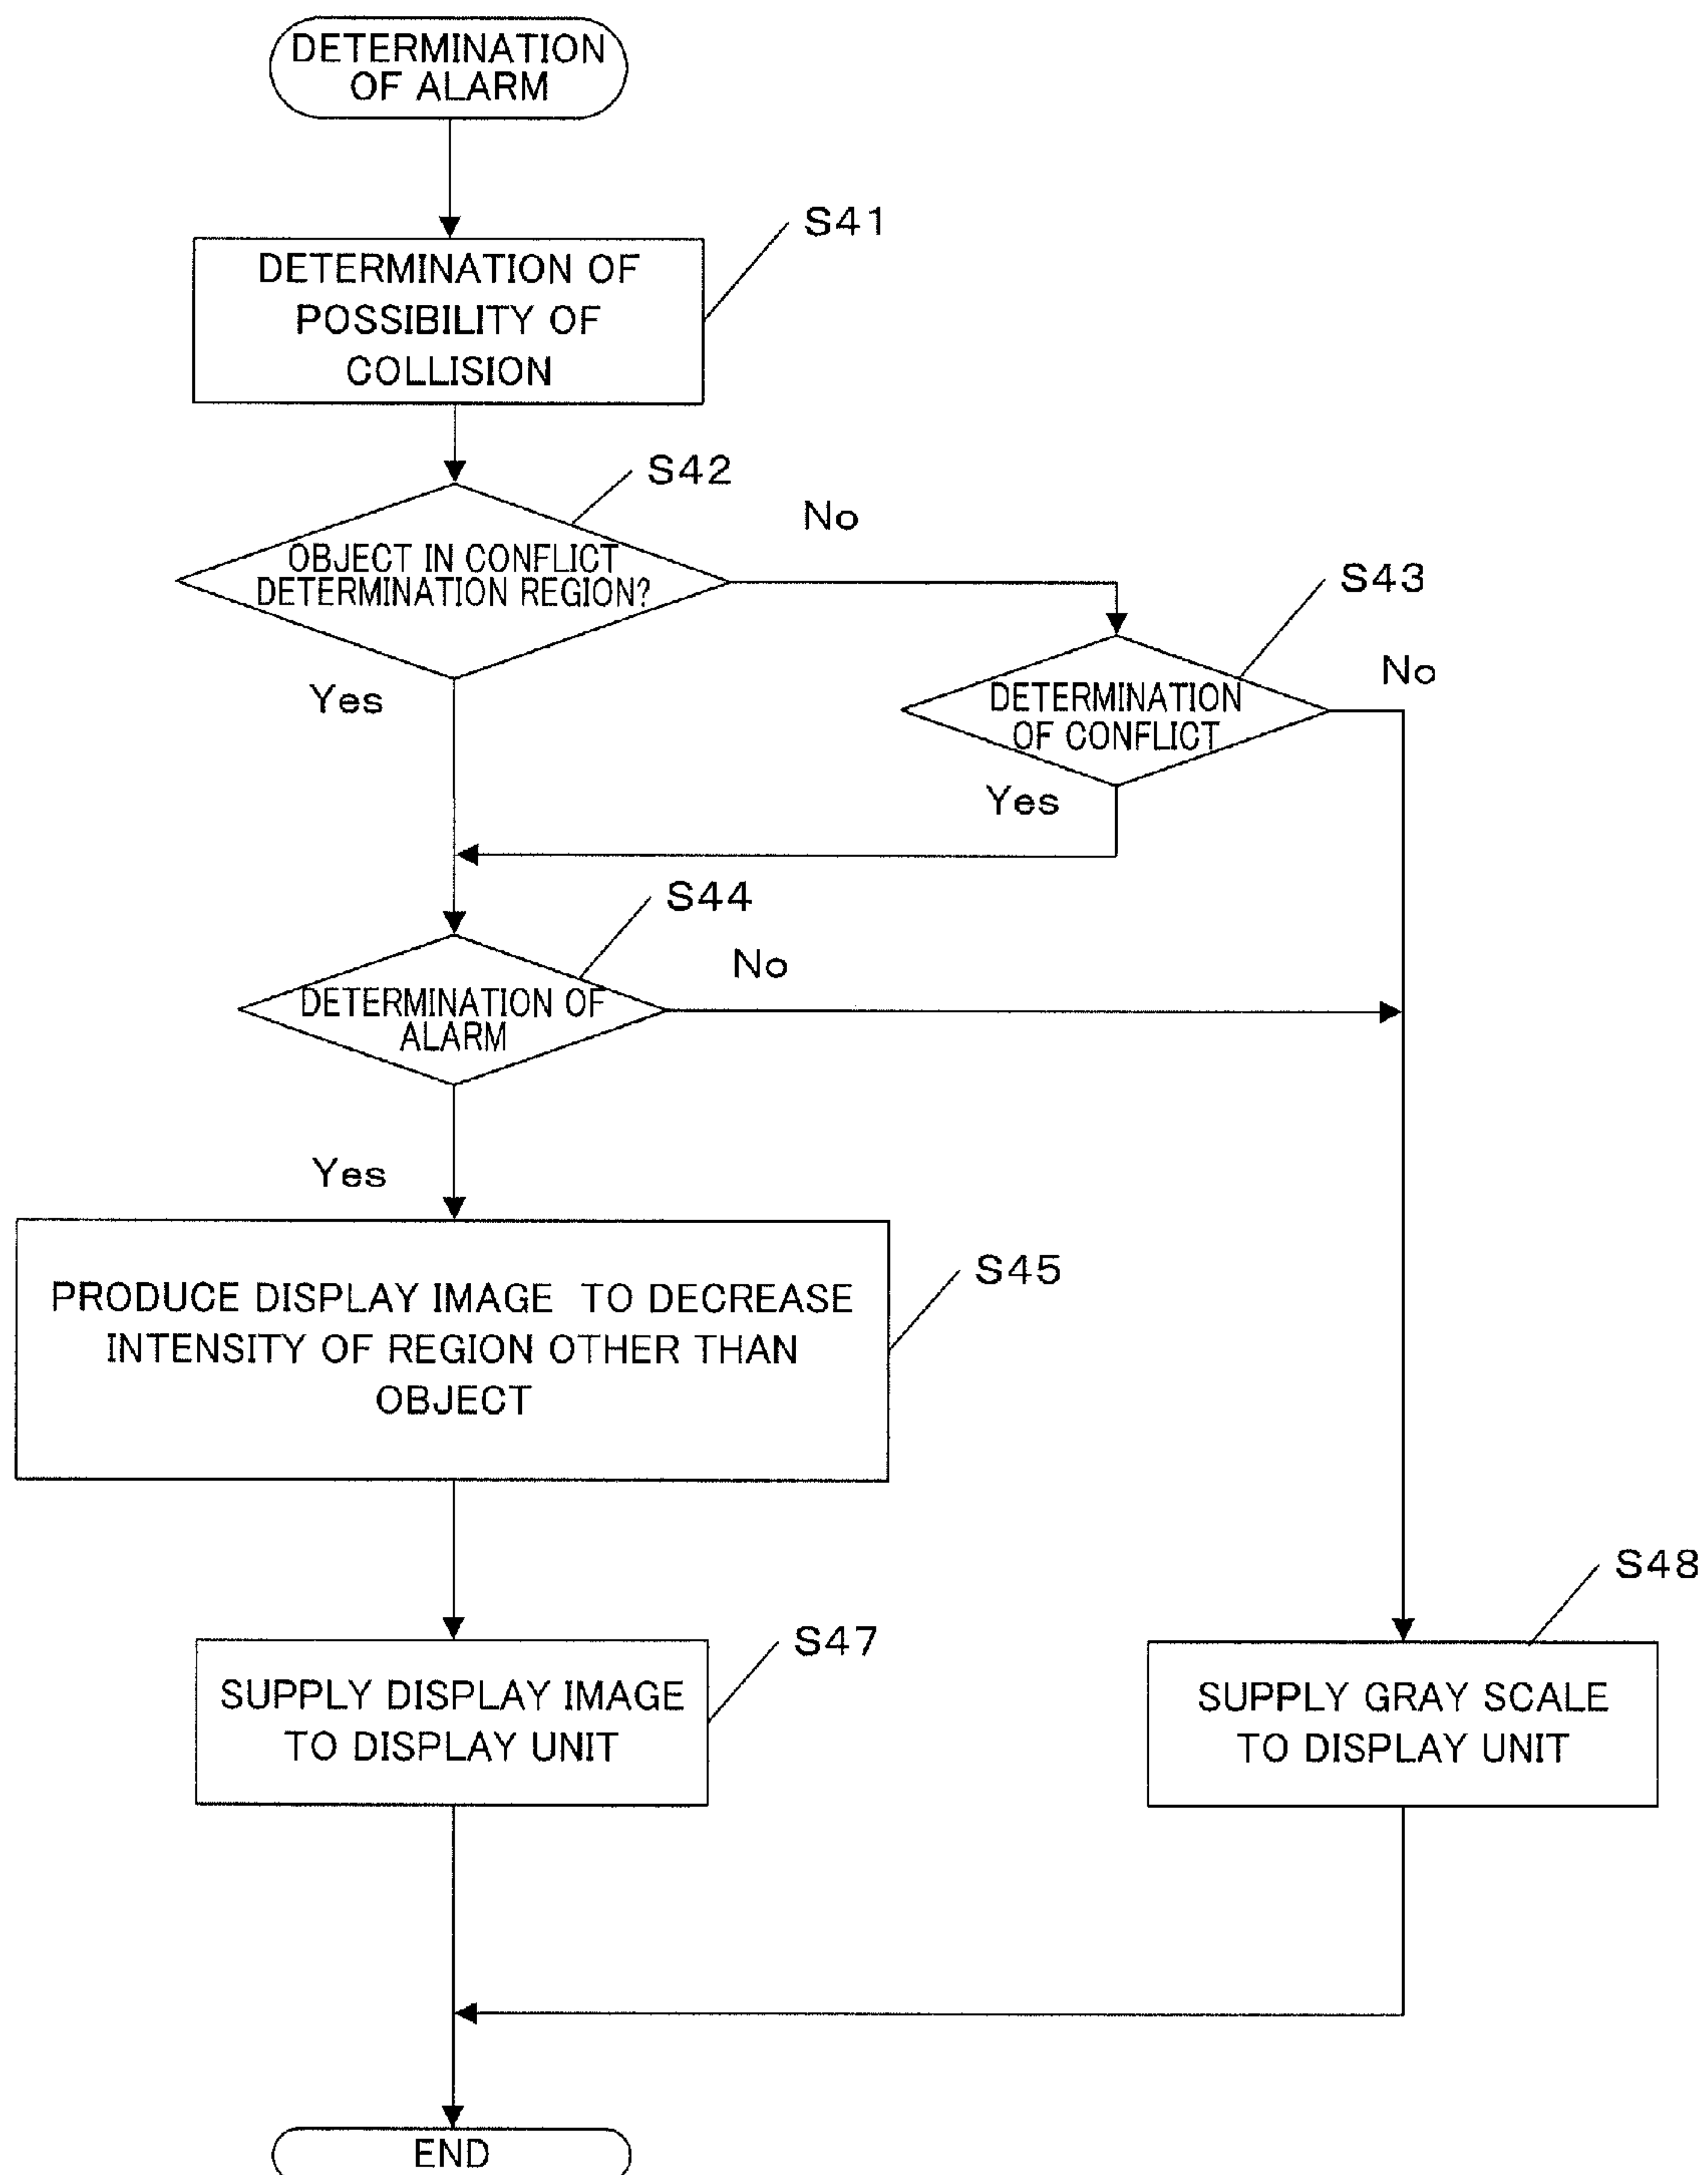 DETERMINATION
OF ALARM
S41
DETERMINATION OF
POSSIBILITY OF
COLLISION
S42
No
OBJECT IN CONFLICT
DETERMINATION REGION?
S43
No
Yes
DETERMINATION
OF CONFLICT
Yes
S44
No
DETERMINATION OF
ALARM
Yes
S45
PRODUCE DISPLAY IMAGE TO DECREASE
INTENSITY OF REGION OTHER THAN
OBJECT
S47
SUPPLY DISPLAY IMAGE
TO DISPLAY UNIT
S48
SUPPLY GRAY SCALE
TO DISPLAY UNIT
END